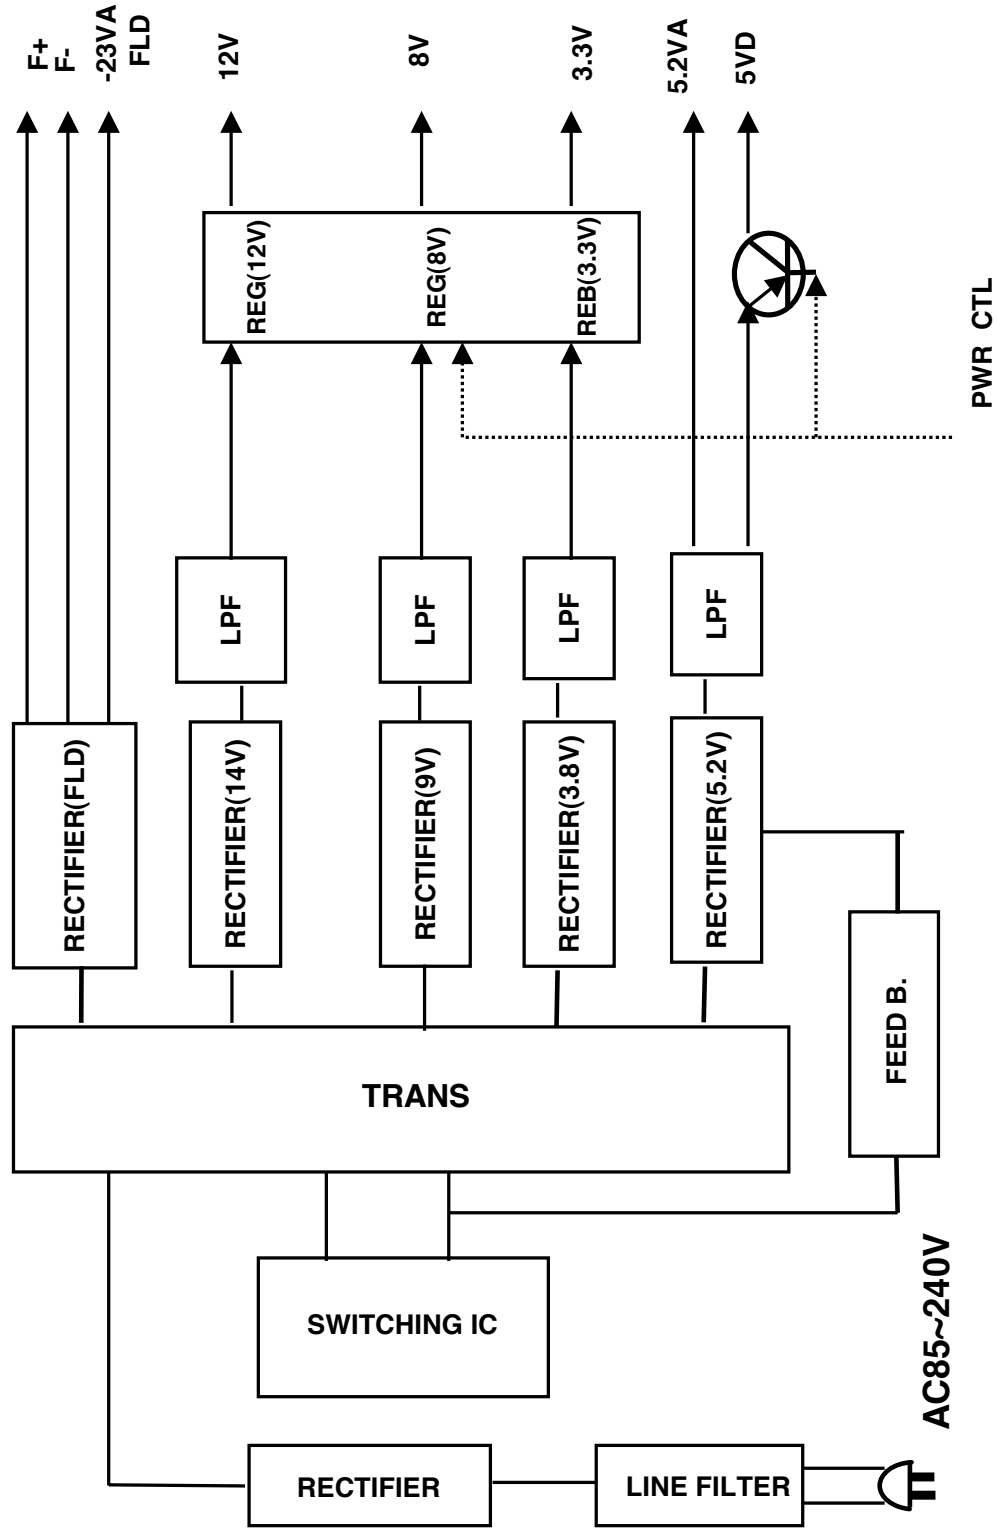 F+
F-
-23VA
FLD
12V
8V
3.3V
5.2VA
5VD
REG(12V)
REG(8V)
REB(3.3V)
PWR CTL
LPF
LPF
LPF
LPF
RECTIFIER(FLD)
RECTIFIER(14V)
RECTIFIER(9V)
RECTIFIER(3.8V)
RECTIFIER(5.2V)
TRANS
FEED B.
SWITCHING IC
AC85~240V
RECTIFIER
LINE FILTER